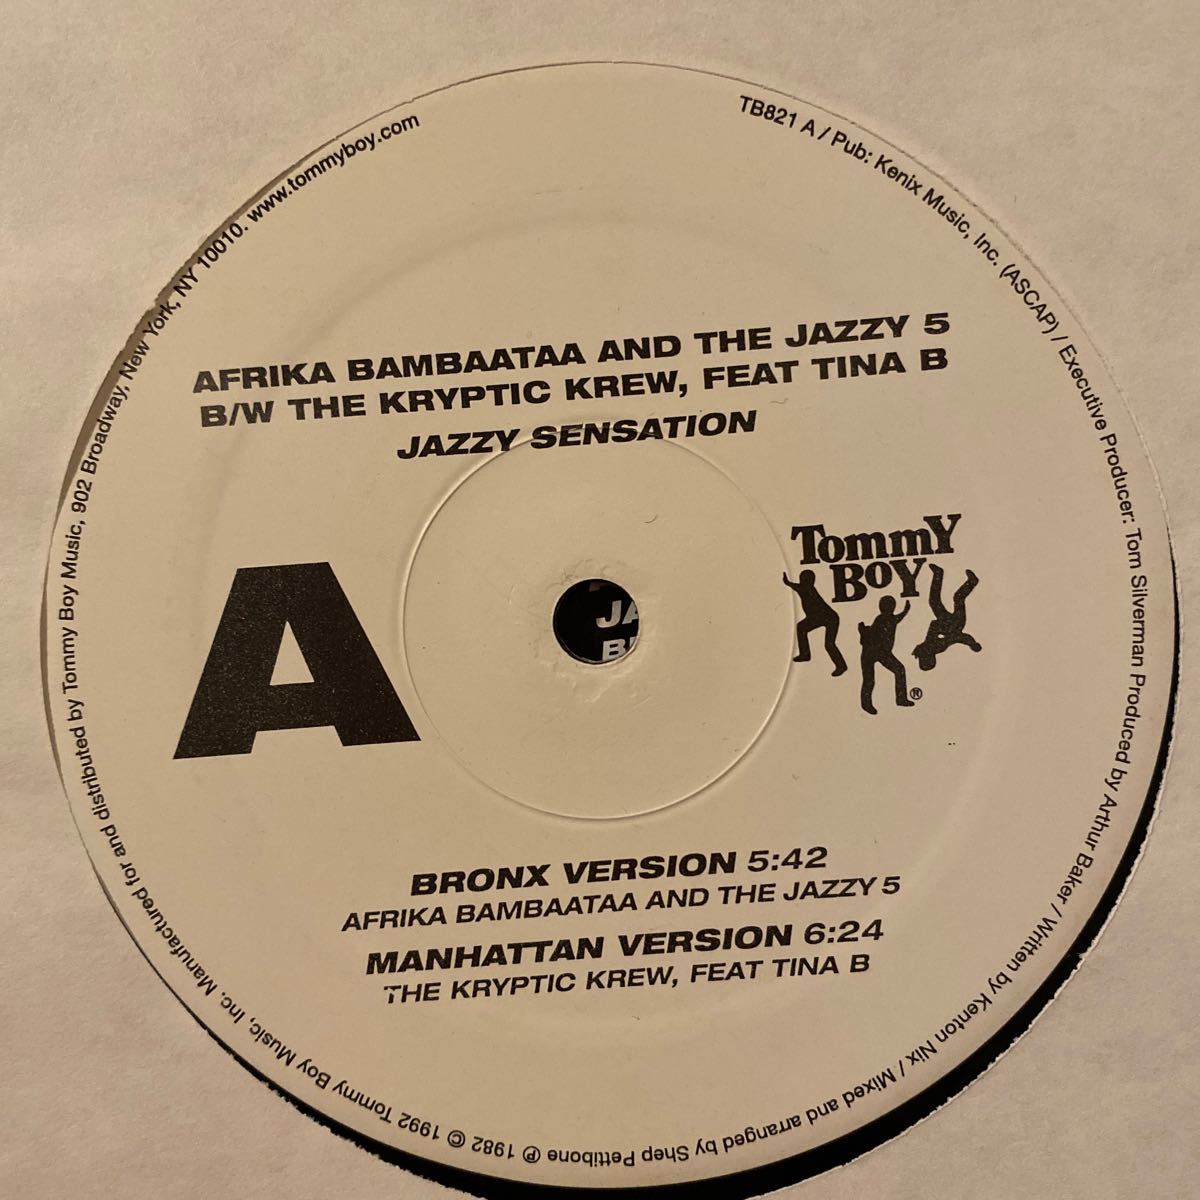 TB821 A / Pub: Kenix Music, Inc. (ASCAP) / Executive Producer: Tom Silverman Produced by Arthur Baker / Written by Kenton Nix / Mixed and arranged by Shep Pettibone ℗ 1982 © 1992 Tommy Boy Music, Inc. Manufactured for and distributed by Tommy Boy Music, 902 Broadway, New York, NY 10010. www.tommyboy.com
AFRIKA BAMBAATAA AND THE JAZZY 5
B/W THE KRYPTIC KREW, FEAT TINA B
JAZZY SENSATION
A
Tommy
Boy
®
JA
BR
BRONX VERSION 5:42
AFRIKA BAMBAATAA AND THE JAZZY 5
MANHATTAN VERSION 6:24
THE KRYPTIC KREW, FEAT TINA B